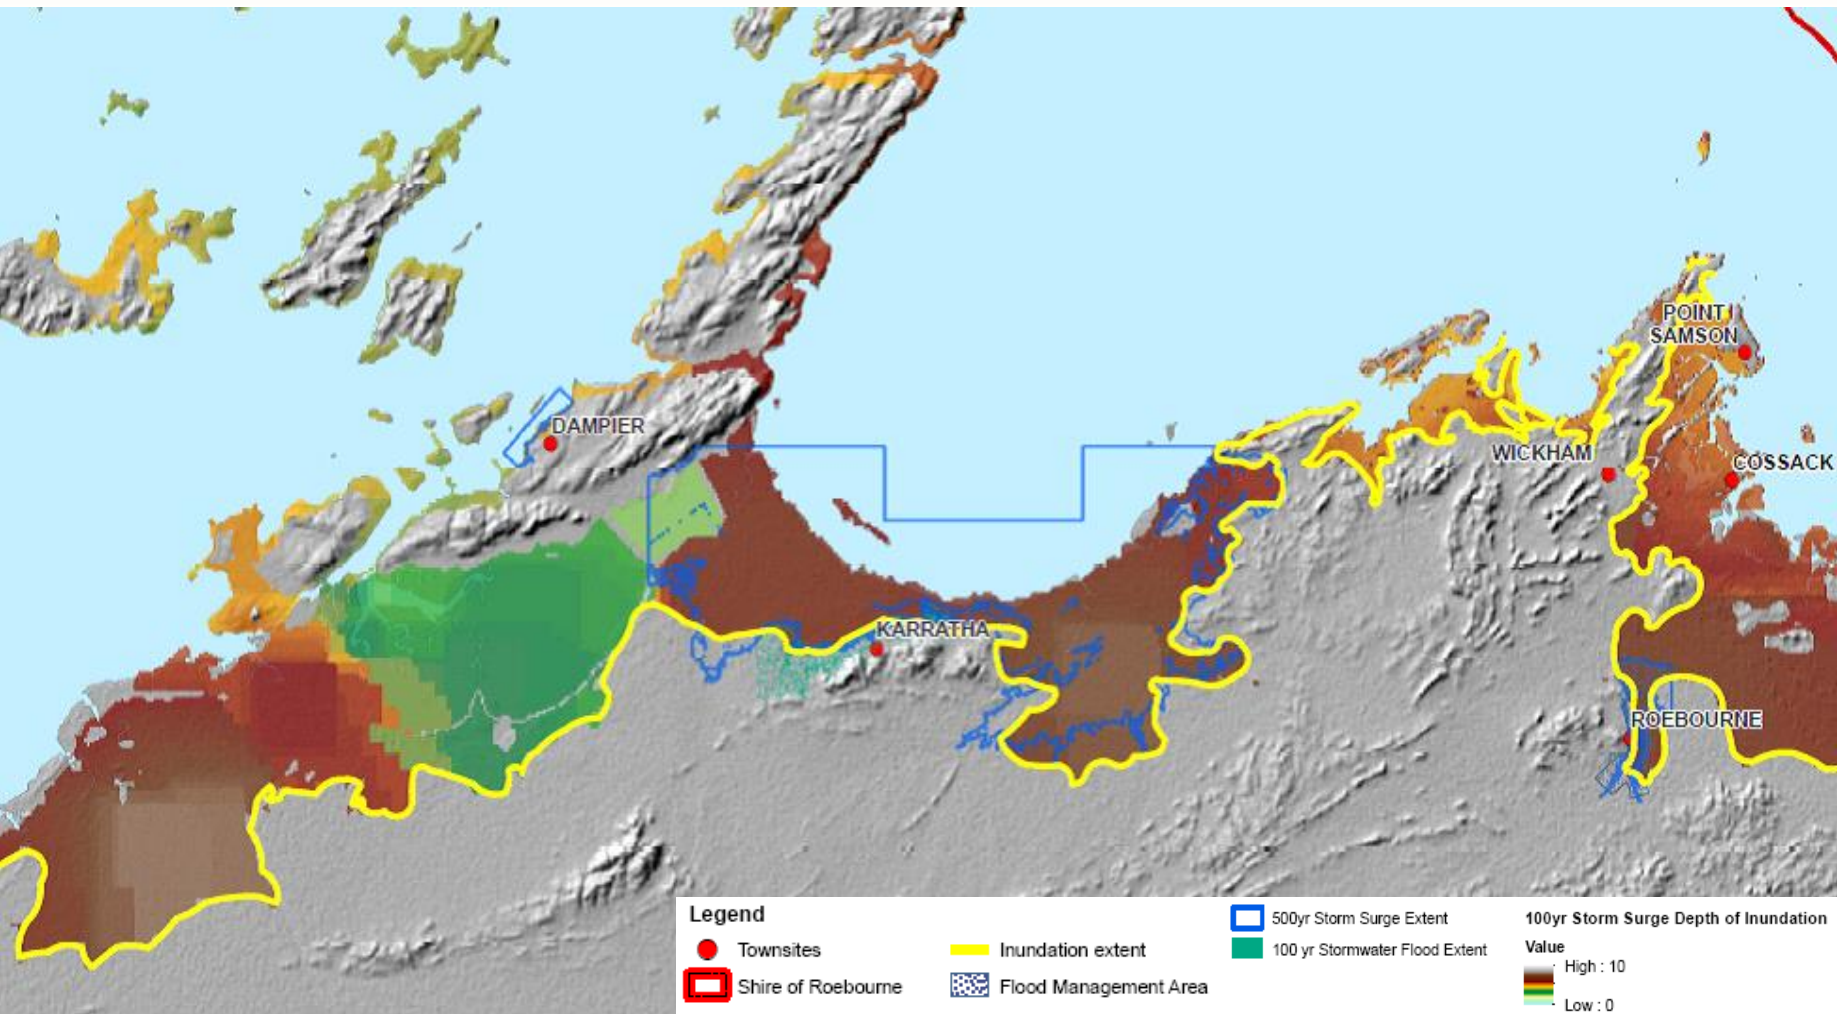 POINT
SAMSON
DAMPIER
WICKHAM
COSSACK
KARRATHA
ROEBOURNE
Legend
Townsites
Shire of Roebourne
Inundation extent
Flood Management Area
500yr Storm Surge Extent
100 yr Stormwater Flood Extent
100yr Storm Surge Depth of Inundation
Value
High : 10
Low : 0